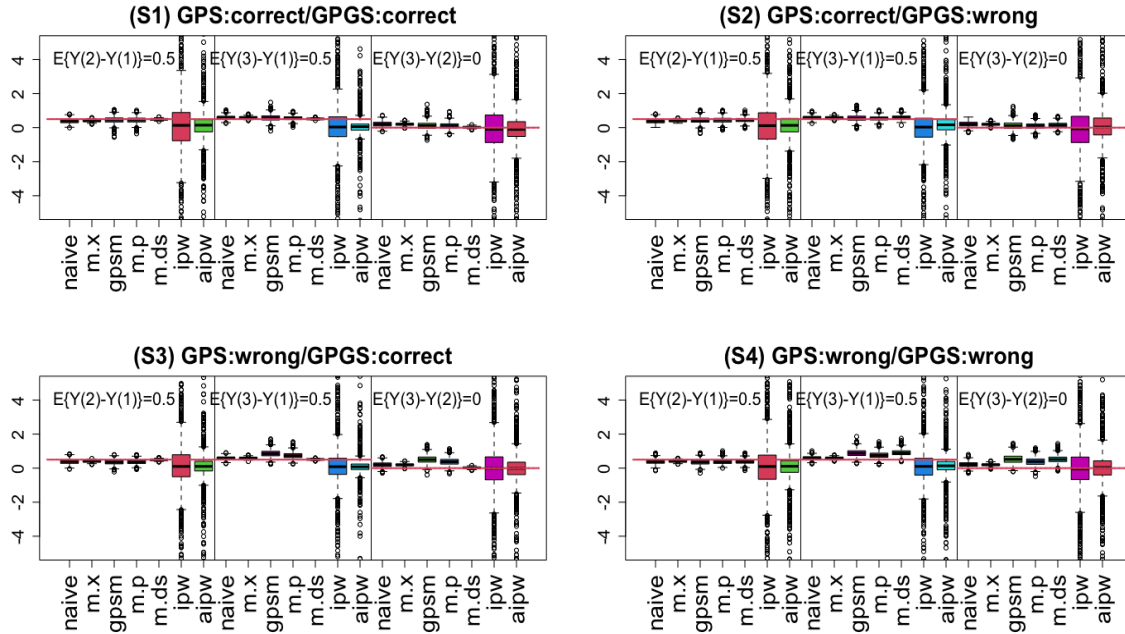 (S1) GPS:correct/GPGS:correct
4
2
0
-2
-4
E{Y(2)-Y(1)}=0.5
E{Y(3)-Y(1)}=0.5
E{Y(3)-Y(2)}=0
naive m.x gpsm m.p m.ds ipw aipw naive m.x gpsm m.p m.ds ipw aipw naive m.x gpsm m.p m.ds ipw aipw
(S2) GPS:correct/GPGS:wrong
4
2
0
-2
-4
E{Y(2)-Y(1)}=0.5
E{Y(3)-Y(1)}=0.5
E{Y(3)-Y(2)}=0
naive m.x gpsm m.p m.ds ipw aipw naive m.x gpsm m.p m.ds ipw aipw naive m.x gpsm m.p m.ds ipw aipw
(S3) GPS:wrong/GPGS:correct
4
2
0
-2
-4
E{Y(2)-Y(1)}=0.5
E{Y(3)-Y(1)}=0.5
E{Y(3)-Y(2)}=0
naive m.x gpsm m.p m.ds ipw aipw naive m.x gpsm m.p m.ds ipw aipw naive m.x gpsm m.p m.ds ipw aipw
(S4) GPS:wrong/GPGS:wrong
4
2
0
-2
-4
E{Y(2)-Y(1)}=0.5
E{Y(3)-Y(1)}=0.5
E{Y(3)-Y(2)}=0
naive m.x gpsm m.p m.ds ipw aipw naive m.x gpsm m.p m.ds ipw aipw naive m.x gpsm m.p m.ds ipw aipw